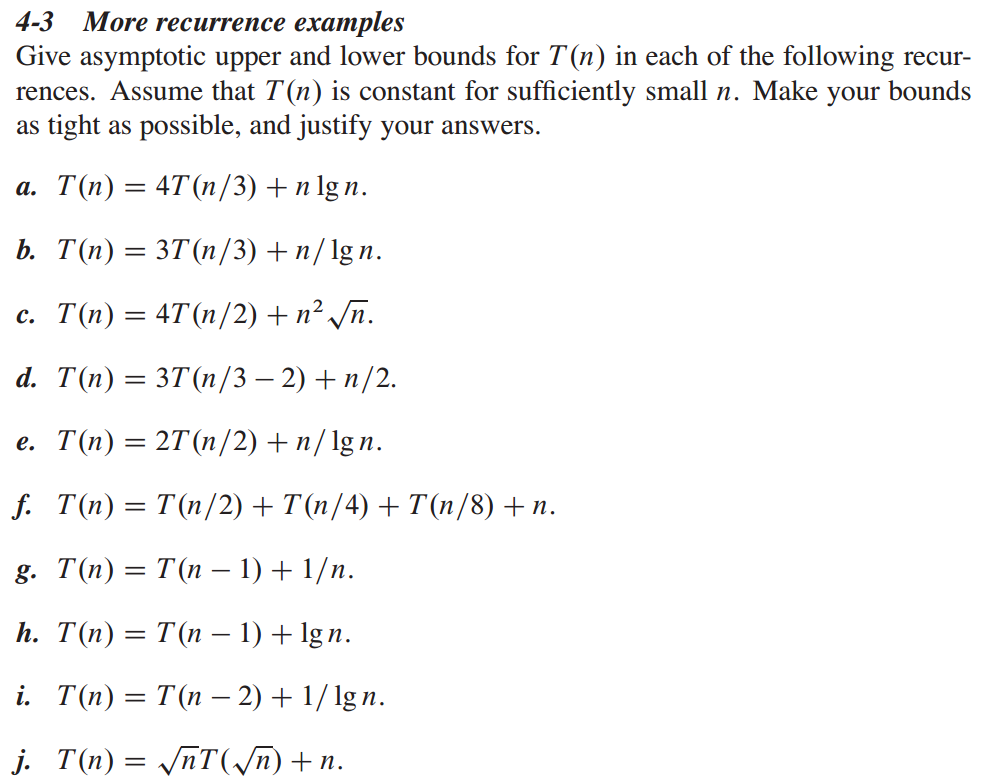 4-3 More recurrence examples
Give asymptotic upper and lower bounds for T(n) in each of the following recur-
rences. Assume that T(n) is constant for sufficiently small n. Make your bounds
as tight as possible, and justify your answers.
a. T(n) = 4T(n/3) + n lg n.
b. T(n) = 3T(n/3) + n/ lg n.
c. T(n) = 4T(n/2) + n²√n.
d. T(n) = 3T(n/3 – 2) + n/2.
e. T(n) = 2T(n/2) + n/ lg n.
f. T(n) = T(n/2) + T(n/4) + T(n/8) + n.
g. T(n) = T(n – 1) + 1/n.
h. T(n) = T(n – 1) + lg n.
i. T(n) = T(n – 2) + 1/ lg n.
j. T(n) = √nT(√n) + n.